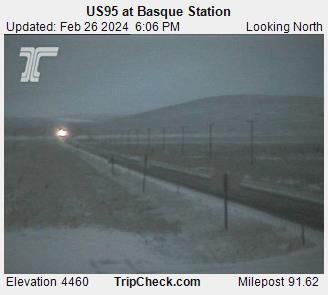 US95 at Basque Station
Updated: Feb 26 2024 6:06 PM Looking North
Elevation 4460 TripCheck.com Milepost 91.62